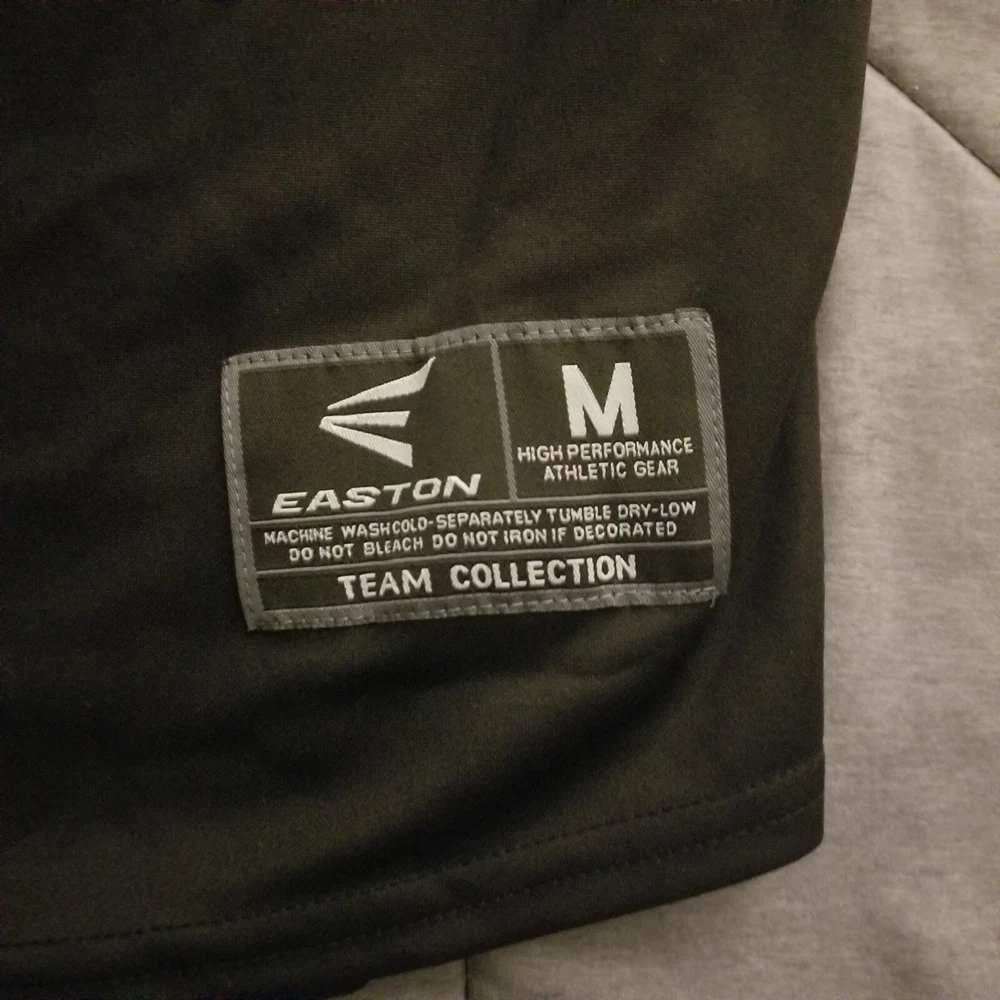 EASTON
M
HIGH PERFORMANCE
ATHLETIC GEAR
MACHINE WASH COLD-SEPARATELY TUMBLE DRY-LOW
DO NOT BLEACH DO NOT IRON IF DECORATED
TEAM COLLECTION